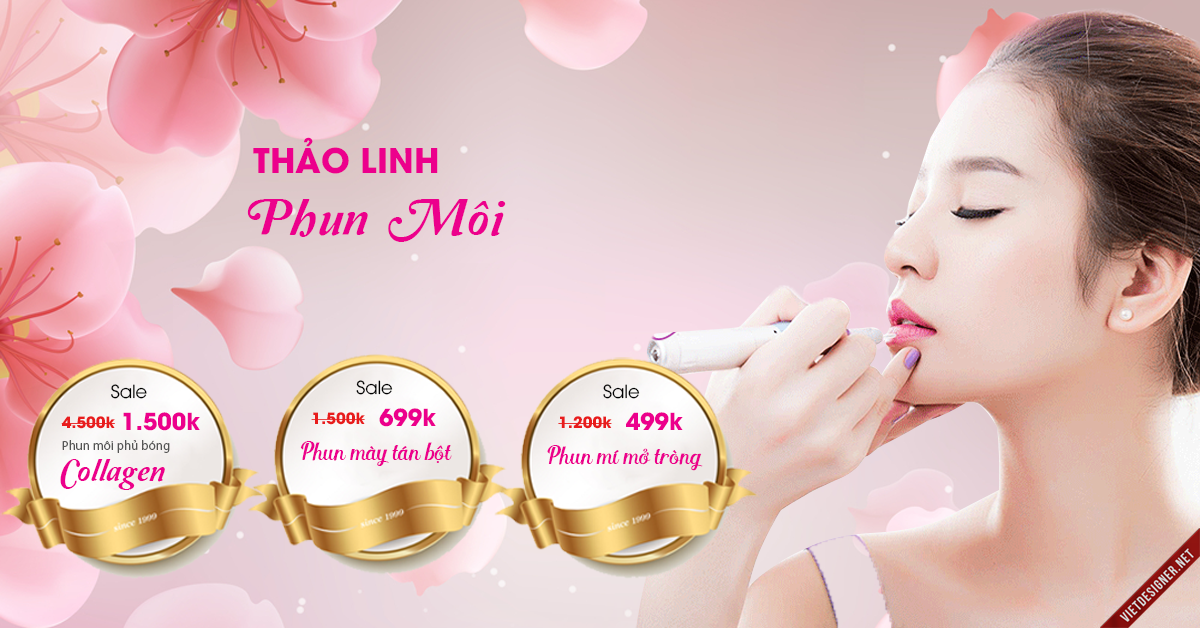 THẢO LINH
Phun Môi
Sale
4.500k 1.500k
Phun môi phủ bóng
Collagen
since 1999
Sale
1.500k 699k
Phun mày tán bột
since 1999
Sale
1.200k 499k
Phun mí mở tròng
since 1999
VIETDESIGNER.NET